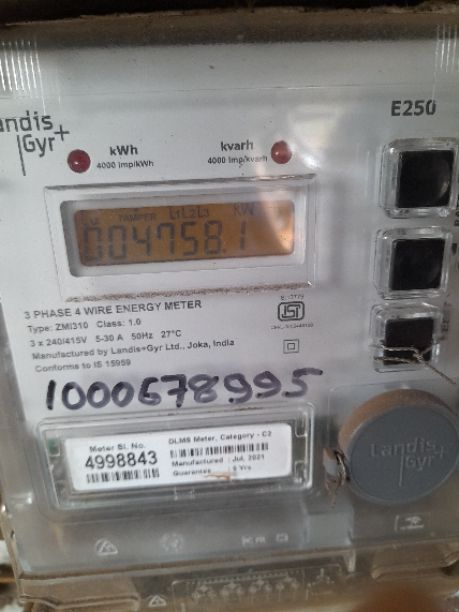 Landis
Gyr+
E250
kWh
4000 imp/kWh
kvarh
4000 imp/kvarh
TAMPER L1L2L3 kW
004758.1
3 PHASE 4 WIRE ENERGY METER
Type: ZMI310 Class: 1.0
3 x 240/415V 5-30 A 50Hz 27°C
Manufactured by Landis+Gyr Ltd., Joka, India
Conforms to IS 15959
1000678995
Meter Sl. No.
4998843
DLMS Meter, Category - C2
Manufactured : Jul, 2021
Guarantee
Landis
Gyr+